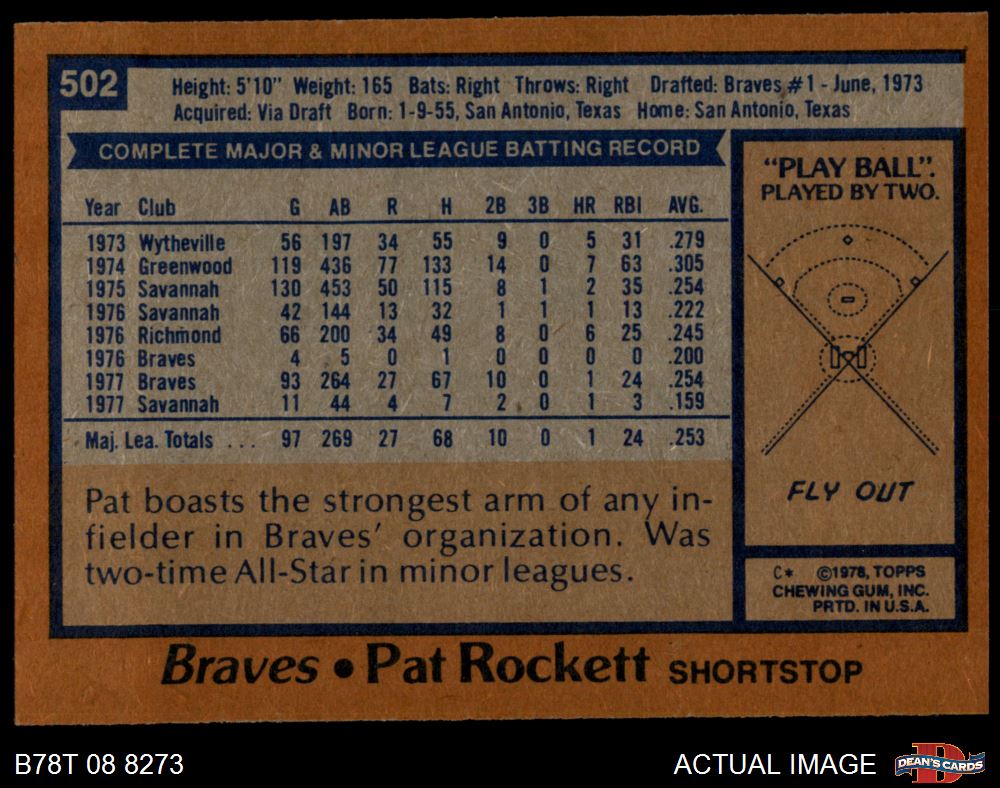 502
Height: 5'10" Weight: 165 Bats: Right Throws: Right Drafted: Braves #1 - June, 1973
Acquired: Via Draft Born: 1-9-55, San Antonio, Texas Home: San Antonio, Texas
COMPLETE MAJOR & MINOR LEAGUE BATTING RECORD
Year Club G AB R H 2B 3B HR RBI AVG.
1973 Wytheville 56 197 34 55 9 0 5 31 .279
1974 Greenwood 119 436 77 133 14 0 7 63 .305
1975 Savannah 130 453 50 115 8 1 2 35 .254
1976 Savannah 42 144 13 32 1 1 1 13 .222
1976 Richmond 66 200 34 49 8 0 6 25 .245
1976 Braves 4 5 0 1 0 0 0 0 .200
1977 Braves 93 264 27 67 10 0 1 24 .254
1977 Savannah 11 44 4 7 2 0 1 3 .159
Maj. Lea. Totals ... 97 269 27 68 10 0 1 24 .253
Pat boasts the strongest arm of any in-
fielder in Braves' organization. Was
two-time All-Star in minor leagues.
"PLAY BALL".
PLAYED BY TWO.
FLY OUT
C* ©1978, TOPPS
CHEWING GUM, INC.
PRTD. IN U.S.A.
Braves • Pat Rockett SHORTSTOP
B78T 08 8273
ACTUAL IMAGE
DEAN'S CARDS